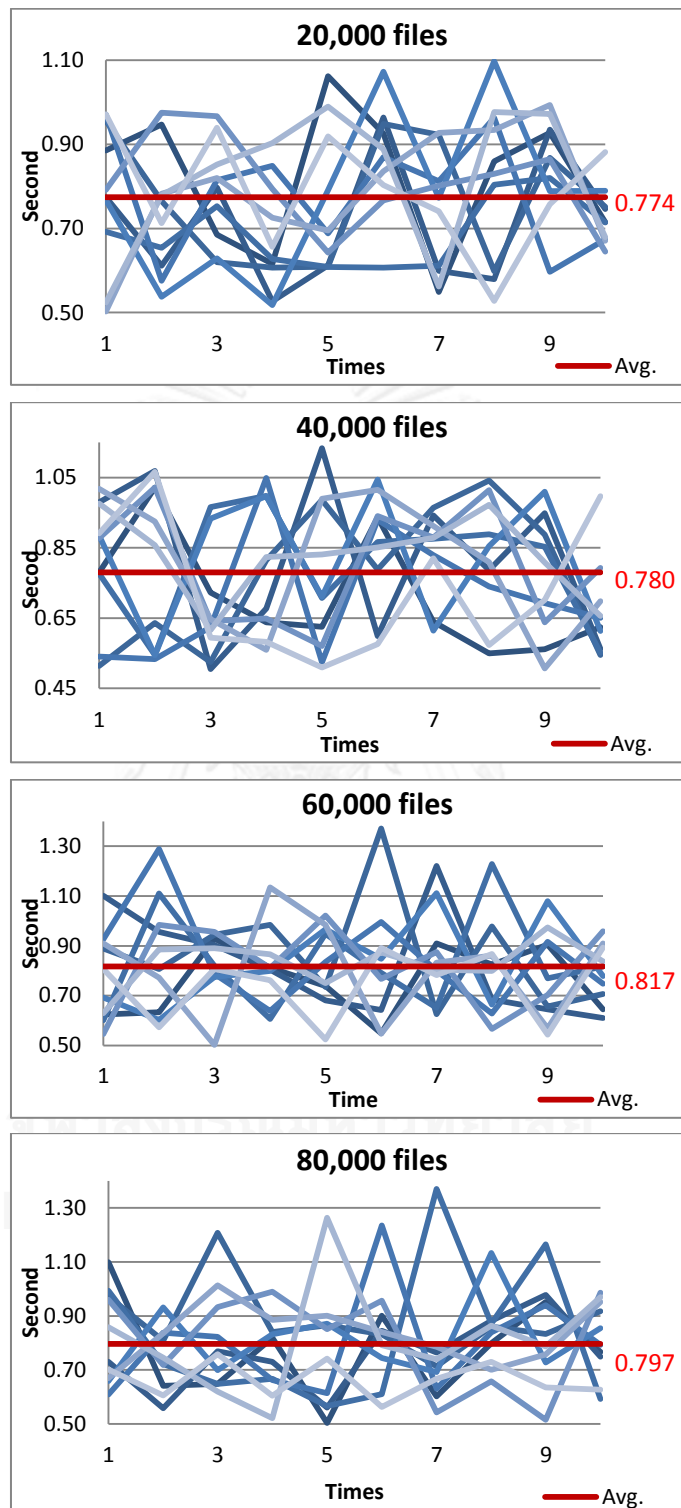 20,000 files
1.10
0.90
0.70
0.50
Second
0.774
1 3 5 7 9
Times
Avg.
40,000 files
1.05
0.85
0.65
0.45
Secod
0.780
1 3 5 7 9
Times
Avg.
60,000 files
1.30
1.10
0.90
0.70
0.50
Second
0.817
1 3 5 7 9
Time
Avg.
80,000 files
1.30
1.10
0.90
0.70
0.50
Second
0.797
1 3 5 7 9
Times
Avg.